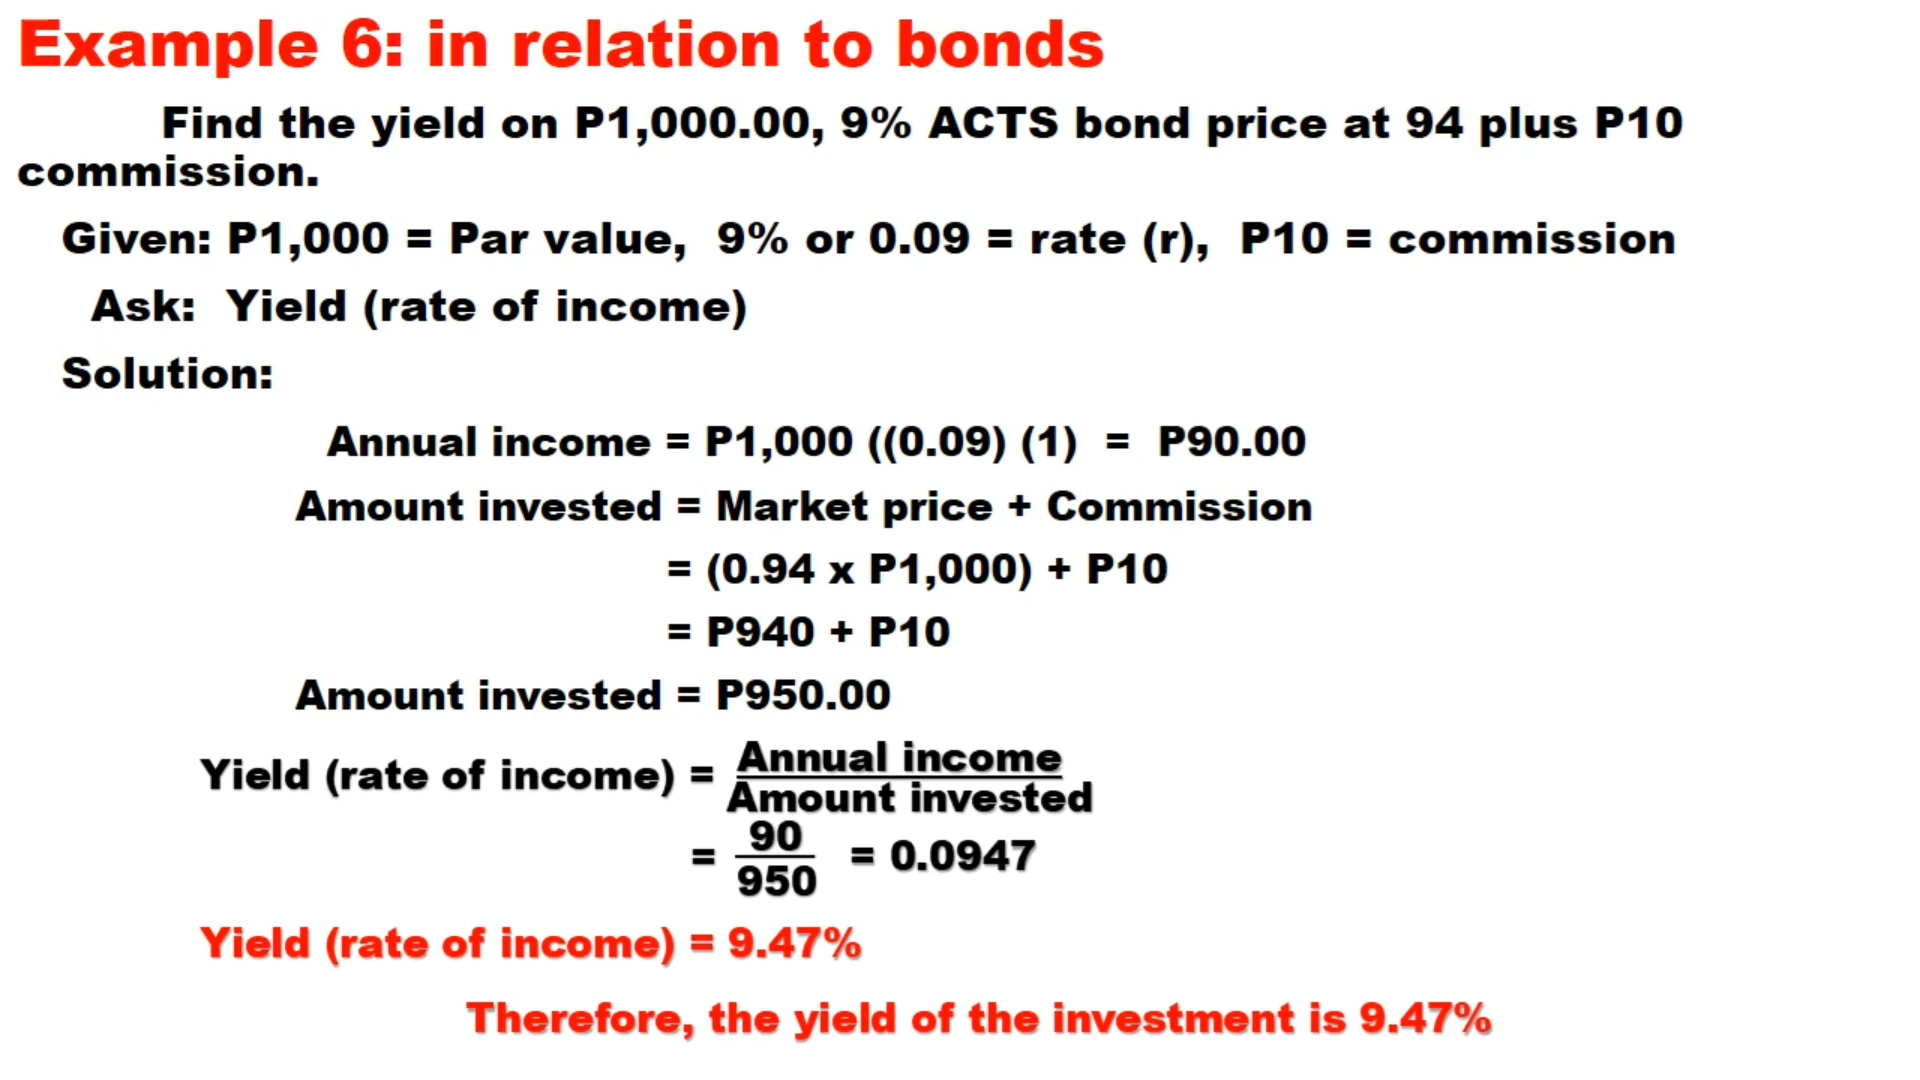 Example 6: in relation to bonds
Find the yield on P1,000.00, 9% ACTS bond price at 94 plus P10
commission.
Given: P1,000 = Par value, 9% or 0.09 = rate (r), P10 = commission
Ask: Yield (rate of income)
Solution:
Annual income = P1,000 ((0.09) (1) = P90.00
Amount invested = Market price + Commission
= (0.94 x P1,000) + P10
= P940 + P10
Amount invested = P950.00
Yield (rate of income) = Annual income
Amount invested
= 90
950 = 0.0947
Yield (rate of income) = 9.47%
Therefore, the yield of the investment is 9.47%